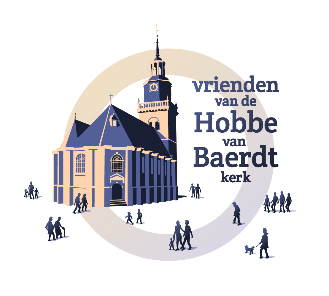 vrienden
van de
Hobbe
van
Baerdt
kerk